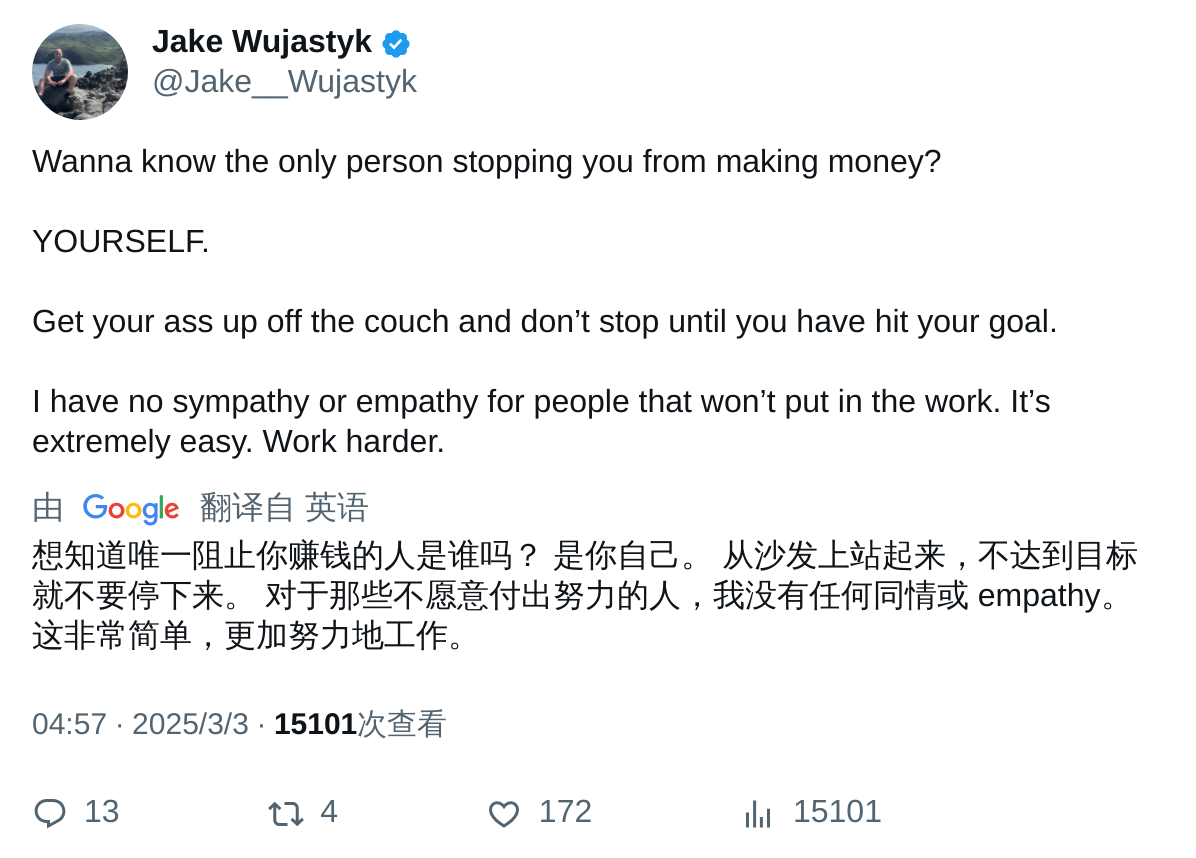 Jake Wujastyk
@Jake__Wujastyk
Wanna know the only person stopping you from making money?
YOURSELF.
Get your ass up off the couch and don’t stop until you have hit your goal.
I have no sympathy or empathy for people that won’t put in the work. It’s
extremely easy. Work harder.
由 Google 翻译自 英语
想知道唯一阻止你赚钱的人是谁吗？ 是你自己。 从沙发上站起来，不达到目标
就不要停下来。 对于那些不愿意付出努力的人，我没有任何同情或 empathy。
这非常简单，更加努力地工作。
04:57 · 2025/3/3 · 15101次查看
13 4 172 15101